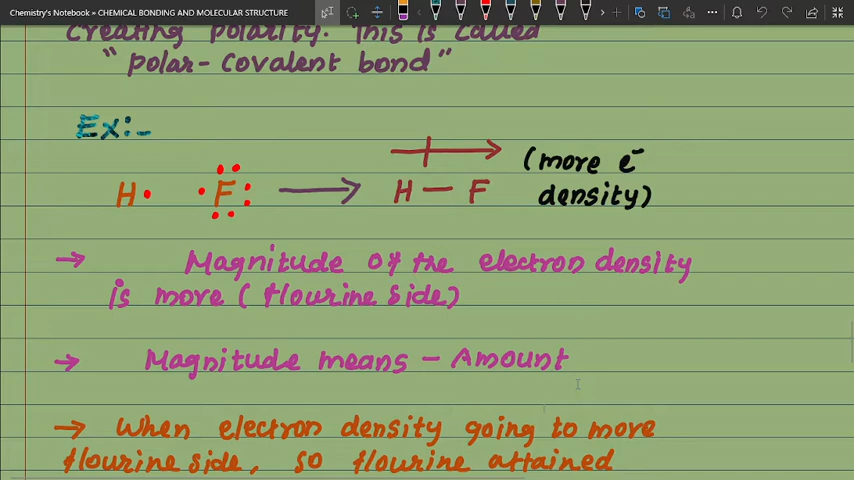 Chemistry's Notebook » CHEMICAL BONDING AND MOLECULAR STRUCTURE
Creating polarity. This is called
"polar-covalent bond"
Ex:-
H F H - F (more e-
density)
→ Magnitude of the electron density
is more (flourine side)
→ Magnitude means - Amount
→ When electron density going to more
flourine side, so flourine attained